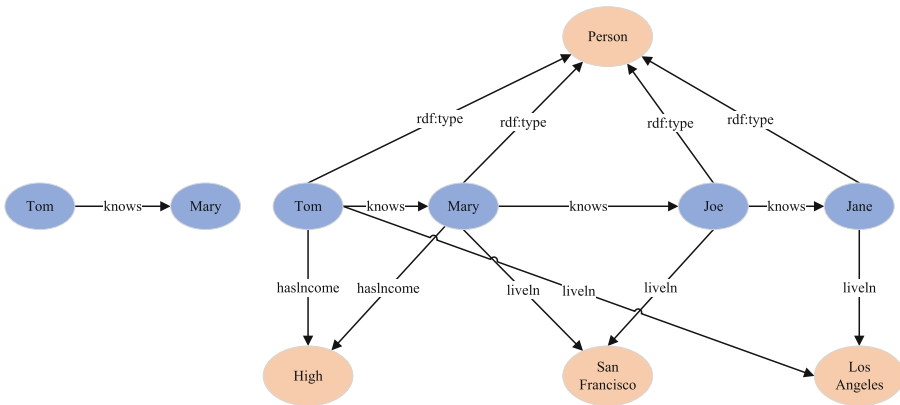 Person
rdf:type
rdf:type
rdf:type
rdf:type
Tom
knows
Mary
Tom
knows
Mary
knows
Joe
knows
Jane
hasIncome
hasIncome
liveIn
liveIn
liveIn
liveIn
High
San
Francisco
Los
Angeles